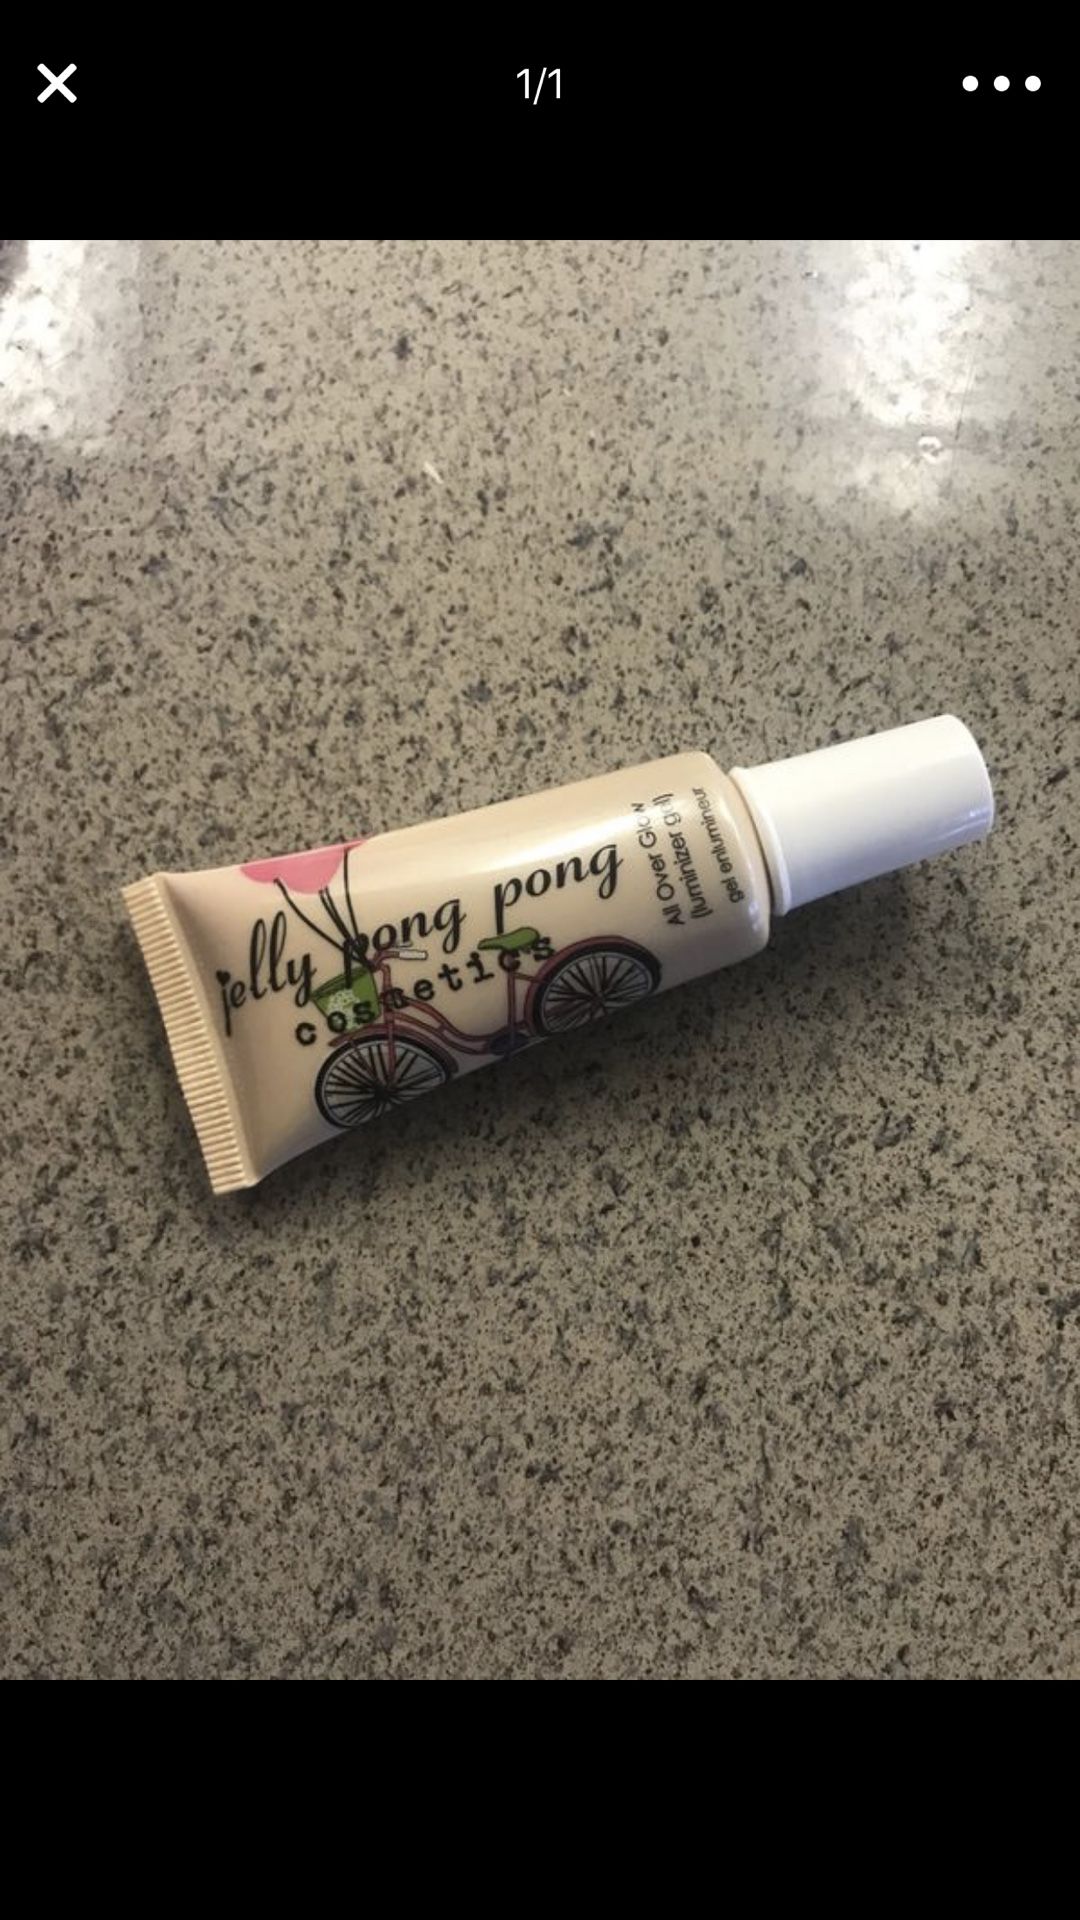 1/1
jelly pong pong
cosmetics
All Over Glow
(luminizer gel)
gel enlumineur